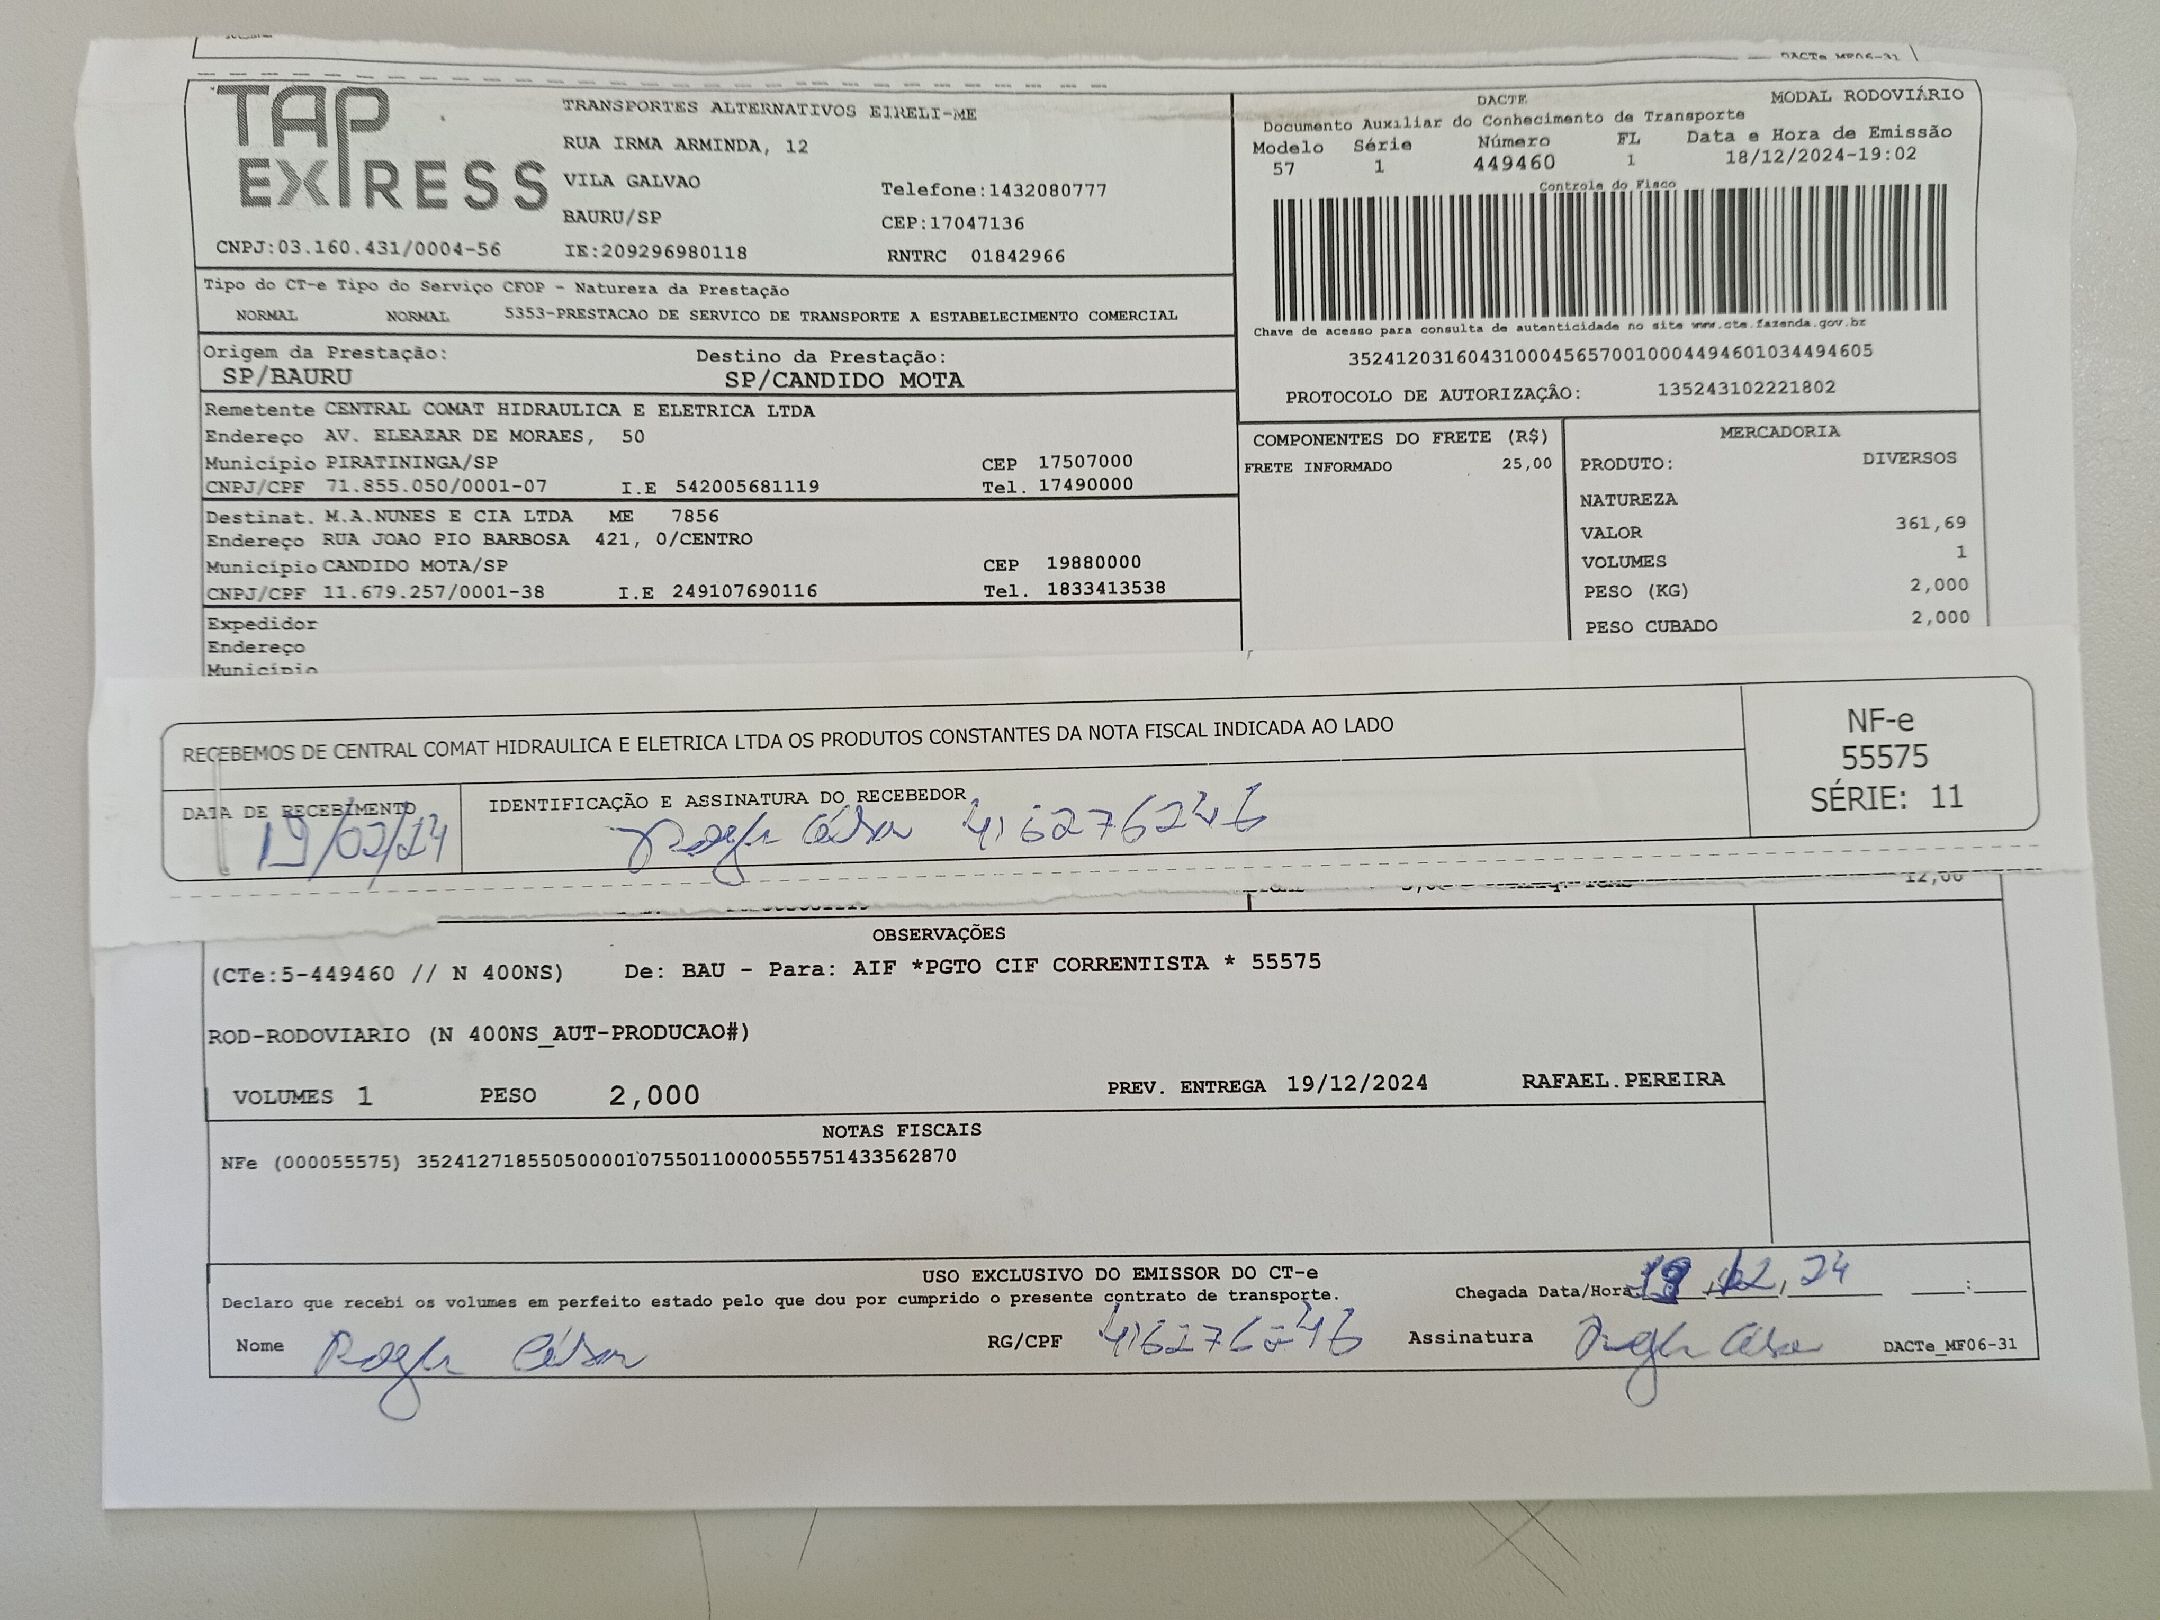 DACTe MF06-31
TAP EXPRESS
TRANSPORTES ALTERNATIVOS EIRELI-ME
RUA IRMA ARMINDA, 12
VILA GALVAO Telefone:1432080777
BAURU/SP CEP:17047136
CNPJ:03.160.431/0004-56 IE:209296980118 RNTRC 01842966
DACTE MODAL RODOVIÁRIO
Documento Auxiliar do Conhecimento de Transporte
Modelo Série Número FL Data e Hora de Emissão
57 1 449460 1 18/12/2024-19:02
Controle do Fisco
Chave de acesso para consulta de autenticidade no site www.cte.fazenda.gov.br
35241203160431000456570010004494601034494605
PROTOCOLO DE AUTORIZAÇÂO: 135243102221802
Tipo do CT-e Tipo do Serviço CFOP - Natureza da Prestação
NORMAL NORMAL 5353-PRESTACAO DE SERVICO DE TRANSPORTE A ESTABELECIMENTO COMERCIAL
Origem da Prestação: Destino da Prestação:
SP/BAURU SP/CANDIDO MOTA
Remetente CENTRAL COMAT HIDRAULICA E ELETRICA LTDA
Endereço AV. ELEAZAR DE MORAES, 50
Município PIRATININGA/SP CEP 17507000
CNPJ/CPF 71.855.050/0001-07 I.E 542005681119 Tel. 17490000
Destinat. M.A.NUNES E CIA LTDA ME 7856
Endereço RUA JOAO PIO BARBOSA 421, 0/CENTRO
Município CANDIDO MOTA/SP CEP 19880000
CNPJ/CPF 11.679.257/0001-38 I.E 249107690116 Tel. 1833413538
Expedidor
Endereço
Município
COMPONENTES DO FRETE (R$)
FRETE INFORMADO 25,00
MERCADORIA
PRODUTO: DIVERSOS
NATUREZA
VALOR 361,69
VOLUMES 1
PESO (KG) 2,000
PESO CUBADO 2,000
RECEBEMOS DE CENTRAL COMAT HIDRAULICA E ELETRICA LTDA OS PRODUTOS CONSTANTES DA NOTA FISCAL INDICADA AO LADO
NF-e
55575
SÉRIE: 11
DATA DE RECEBIMENTO IDENTIFICAÇÃO E ASSINATURA DO RECEBEDOR
416276246
12,00
OBSERVAÇÕES
(CTe:5-449460 // N 400NS) De: BAU - Para: AIF *PGTO CIF CORRENTISTA * 55575
ROD-RODOVIARIO (N 400NS_AUT-PRODUCAO#)
VOLUMES 1 PESO 2,000 PREV. ENTREGA 19/12/2024 RAFAEL.PEREIRA
NOTAS FISCAIS
NFe (000055575) 35241271855050000107550110000555751433562870
USO EXCLUSIVO DO EMISSOR DO CT-e
Declaro que recebi os volumes em perfeito estado pelo que dou por cumprido o presente contrato de transporte. Chegada Data/Hora: 19, 12, 24 :
Nome RG/CPF 416276246 Assinatura DACTe_MF06-31